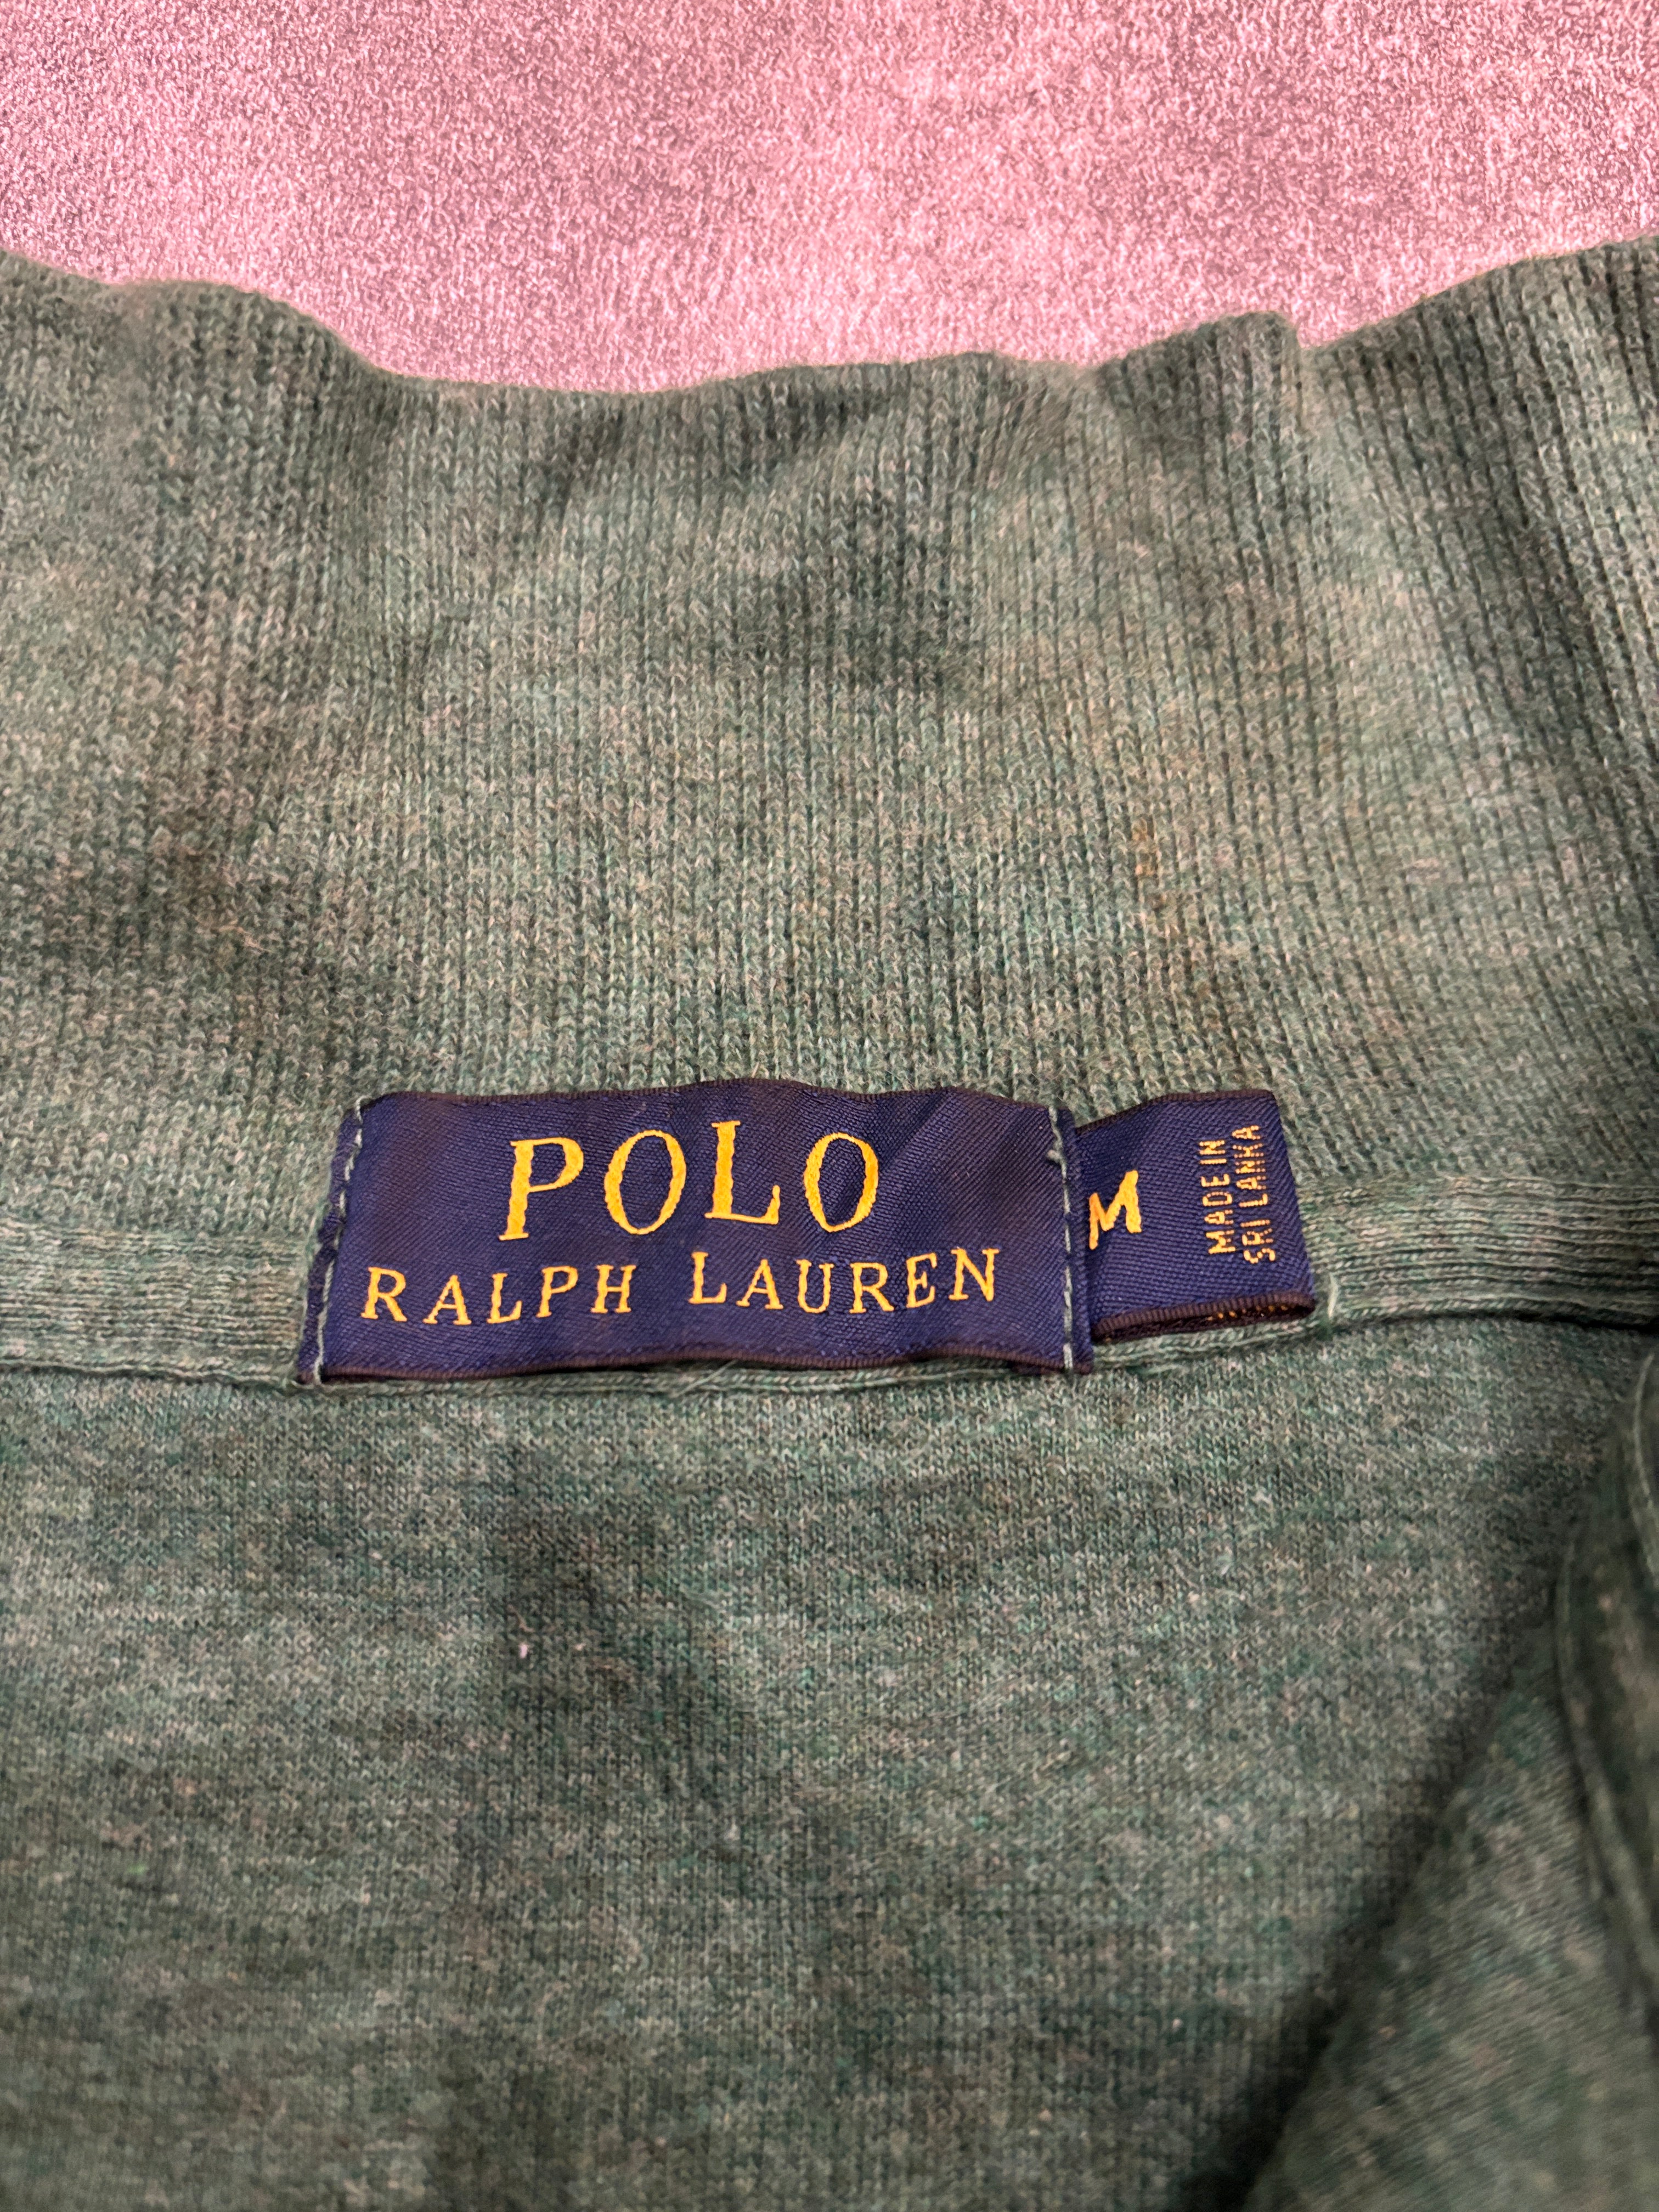 POLO
RALPH LAUREN
M
MADE IN
SRI LANKA